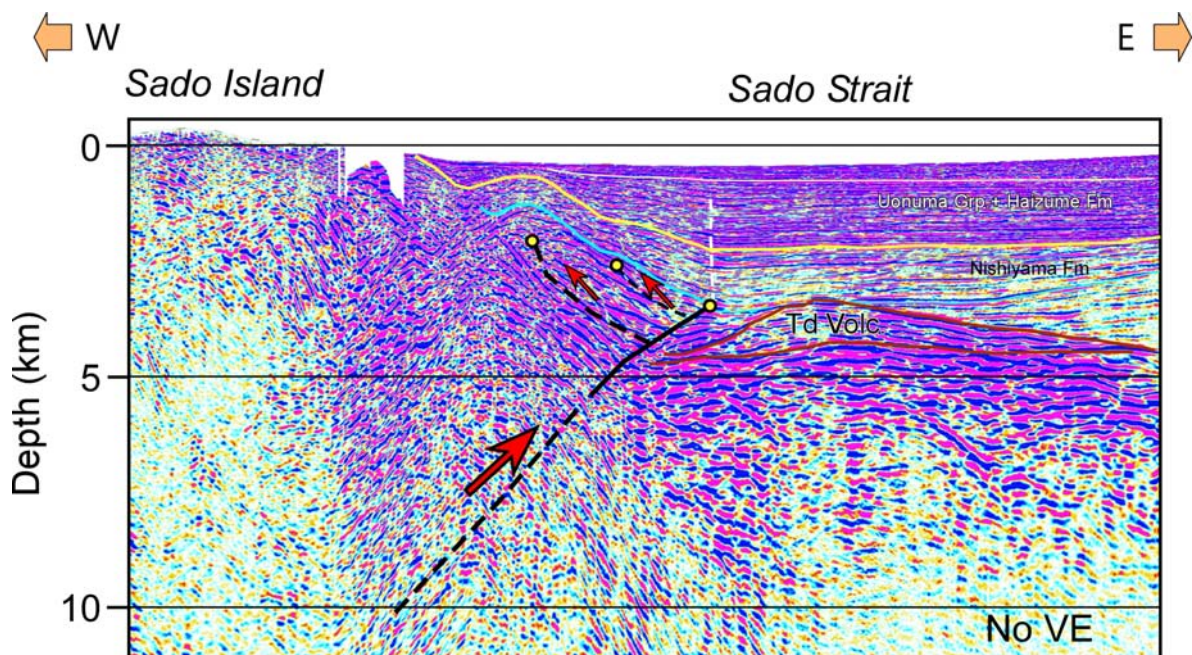 W
E
Sado Island
Sado Strait
0
Uonuma Grp + Haizume Fm
Nishiyama Fm
Td Volc
Depth (km)
5
10
No VE